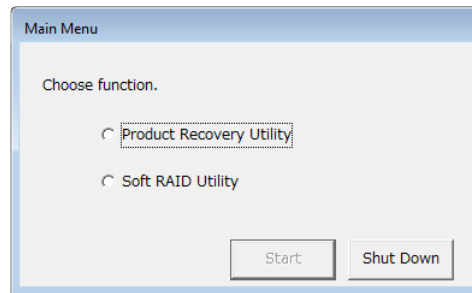 Main Menu
Choose function.
Product Recovery Utility
Soft RAID Utility
Start Shut Down